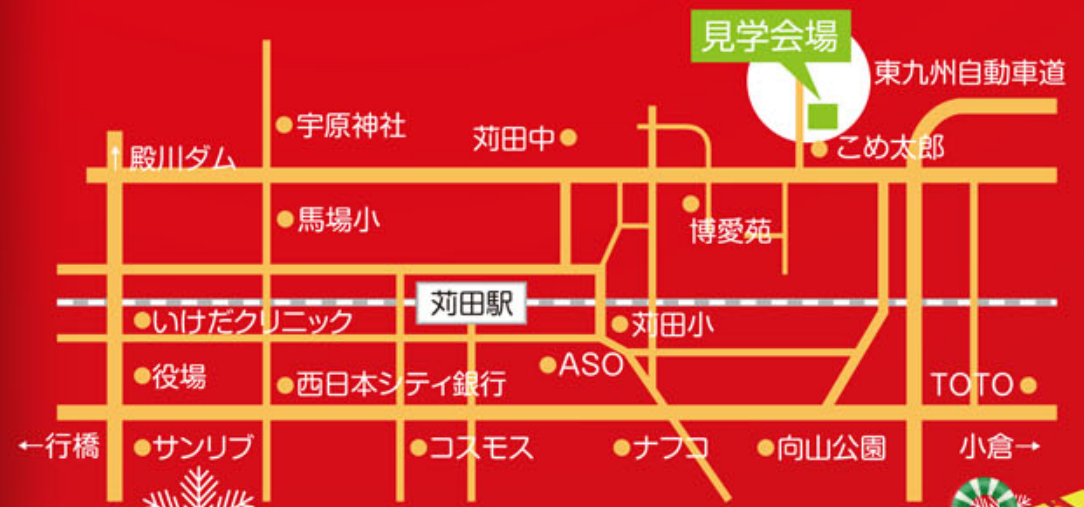 見学会場
東九州自動車道
宇原神社
苅田中
こめ太郎
↑殿川ダム
馬場小
博愛苑
苅田駅
いけだクリニック
苅田小
ASO
役場
西日本シティ銀行
TOTO
←行橋
サンリブ
コスモス
ナフコ
向山公園
小倉→